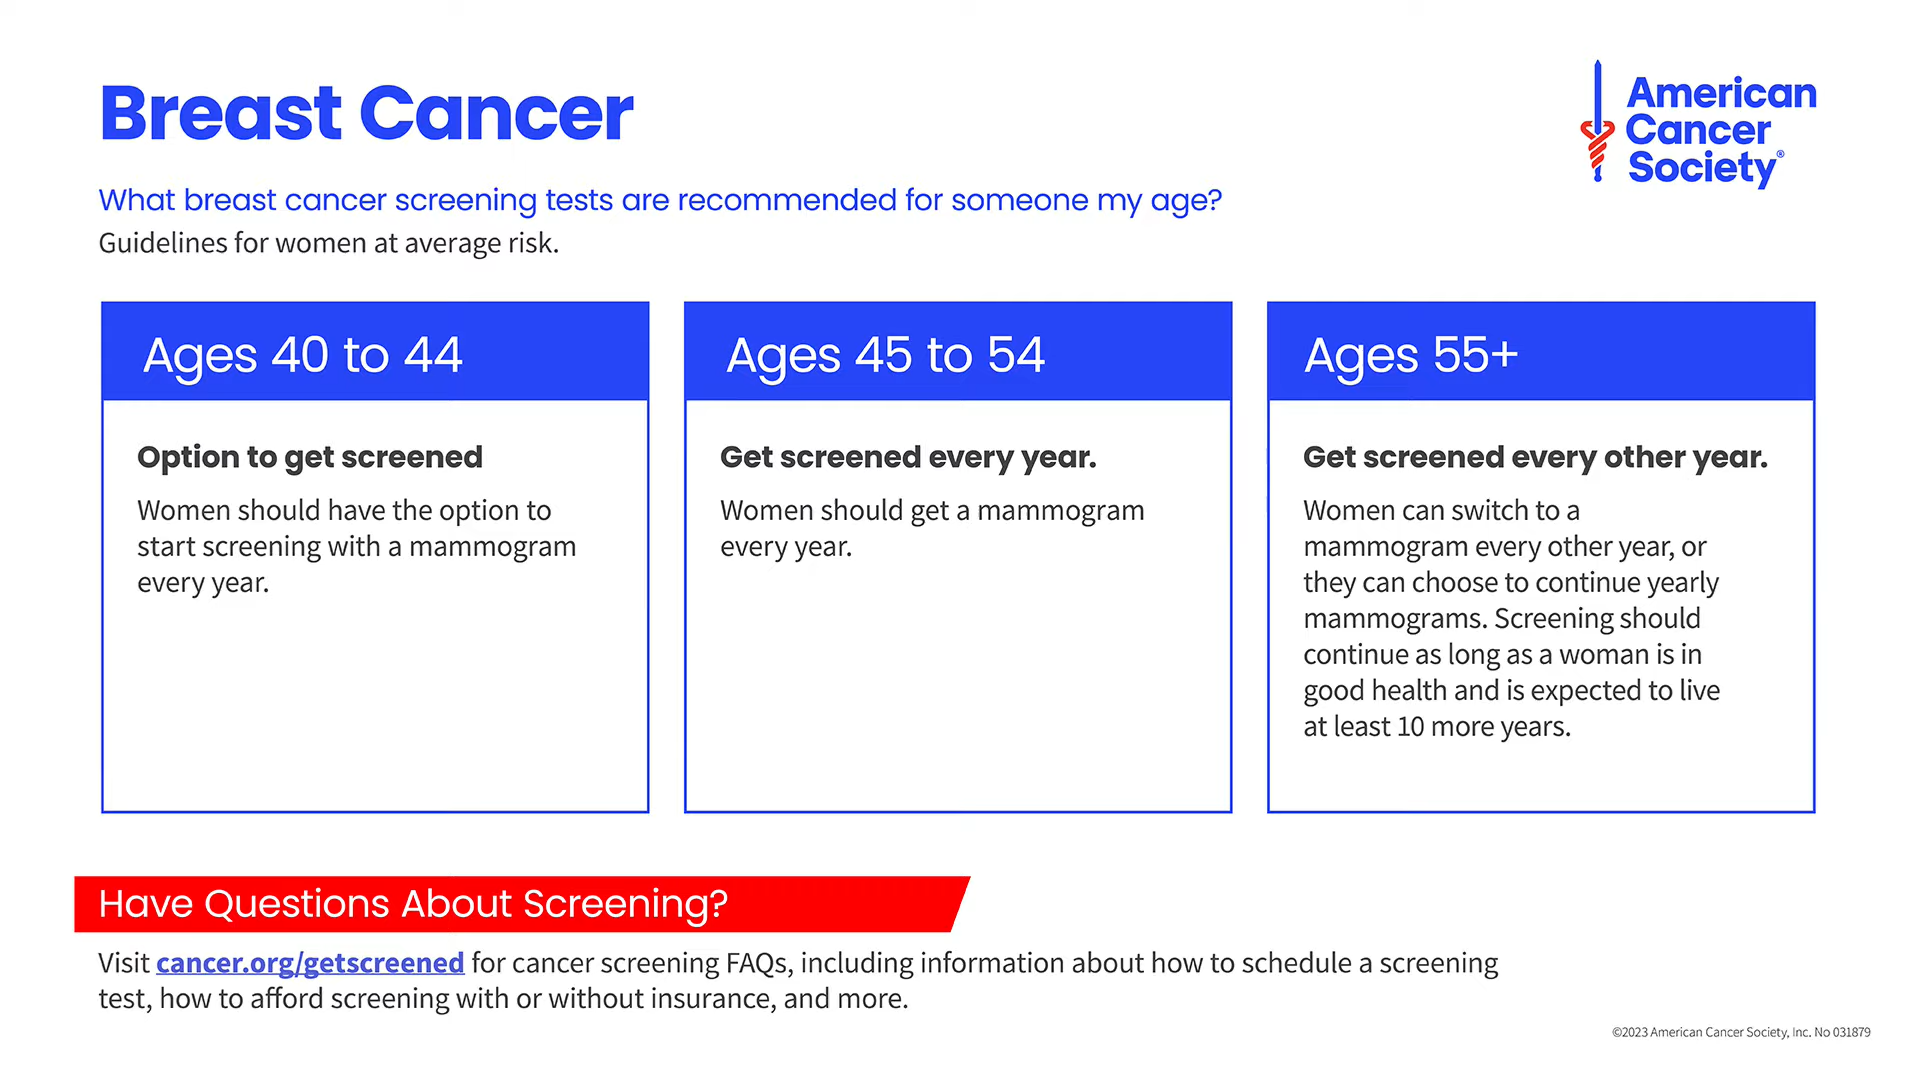 Breast Cancer
American
Cancer
Society®
What breast cancer screening tests are recommended for someone my age?
Guidelines for women at average risk.
Ages 40 to 44
Option to get screened
Women should have the option to
start screening with a mammogram
every year.
Ages 45 to 54
Get screened every year.
Women should get a mammogram
every year.
Ages 55+
Get screened every other year.
Women can switch to a
mammogram every other year, or
they can choose to continue yearly
mammograms. Screening should
continue as long as a woman is in
good health and is expected to live
at least 10 more years.
Have Questions About Screening?
Visit cancer.org/getscreened for cancer screening FAQs, including information about how to schedule a screening
test, how to afford screening with or without insurance, and more.
©2023 American Cancer Society, Inc. No 031879